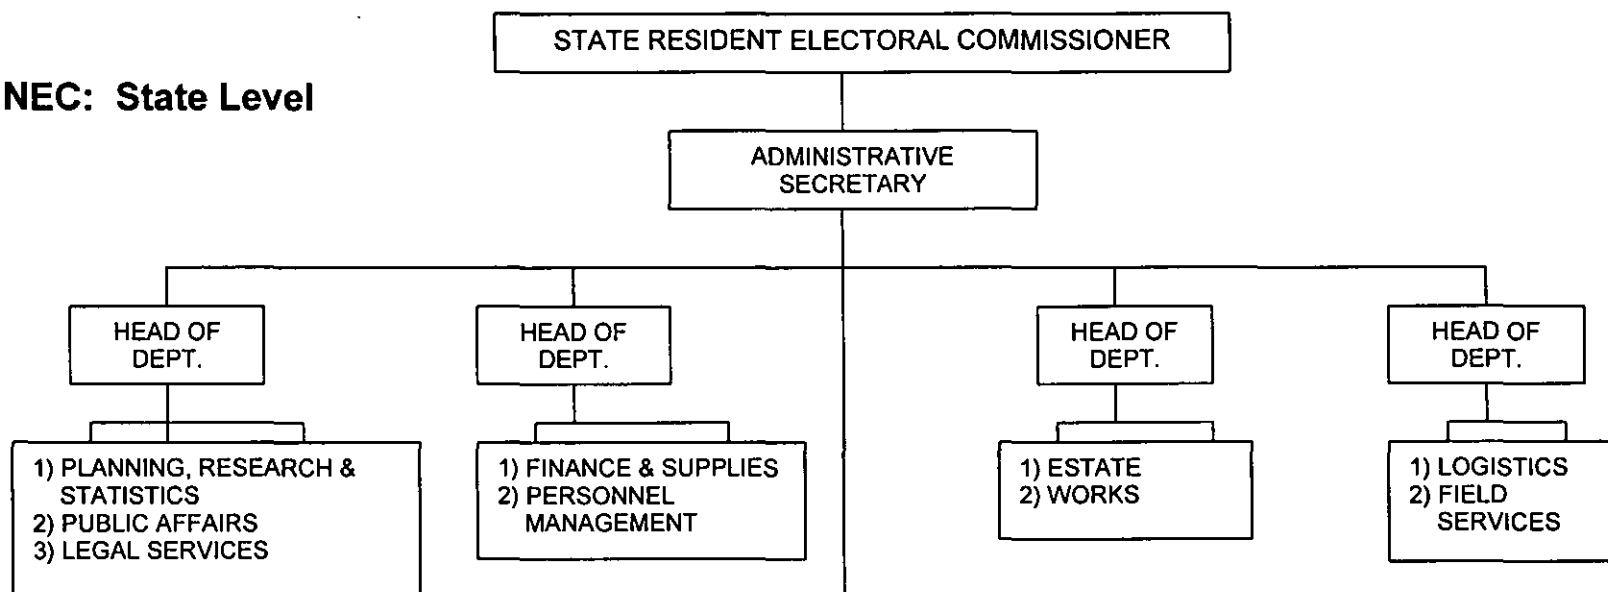 STATE RESIDENT ELECTORAL COMMISSIONER
NEC: State Level
ADMINISTRATIVE
SECRETARY
HEAD OF
DEPT.
HEAD OF
DEPT.
HEAD OF
DEPT.
HEAD OF
DEPT.
1) PLANNING, RESEARCH &
STATISTICS
2) PUBLIC AFFAIRS
3) LEGAL SERVICES
1) FINANCE & SUPPLIES
2) PERSONNEL
MANAGEMENT
1) ESTATE
2) WORKS
1) LOGISTICS
2) FIELD
SERVICES